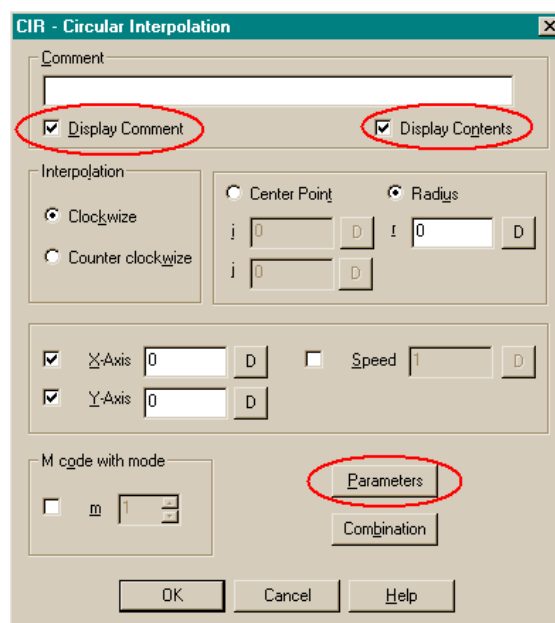 CIR - Circular Interpolation
Comment
Display Comment
Display Contents
Interpolation
Clockwize
Counter clockwize
Center Point
Radiys
i 0 D
r 0 D
j 0 D
X-Axis 0 D
Speed 1 D
Y-Axis 0 D
M code with mode
m 1
Parameters
Combination
OK Cancel Help